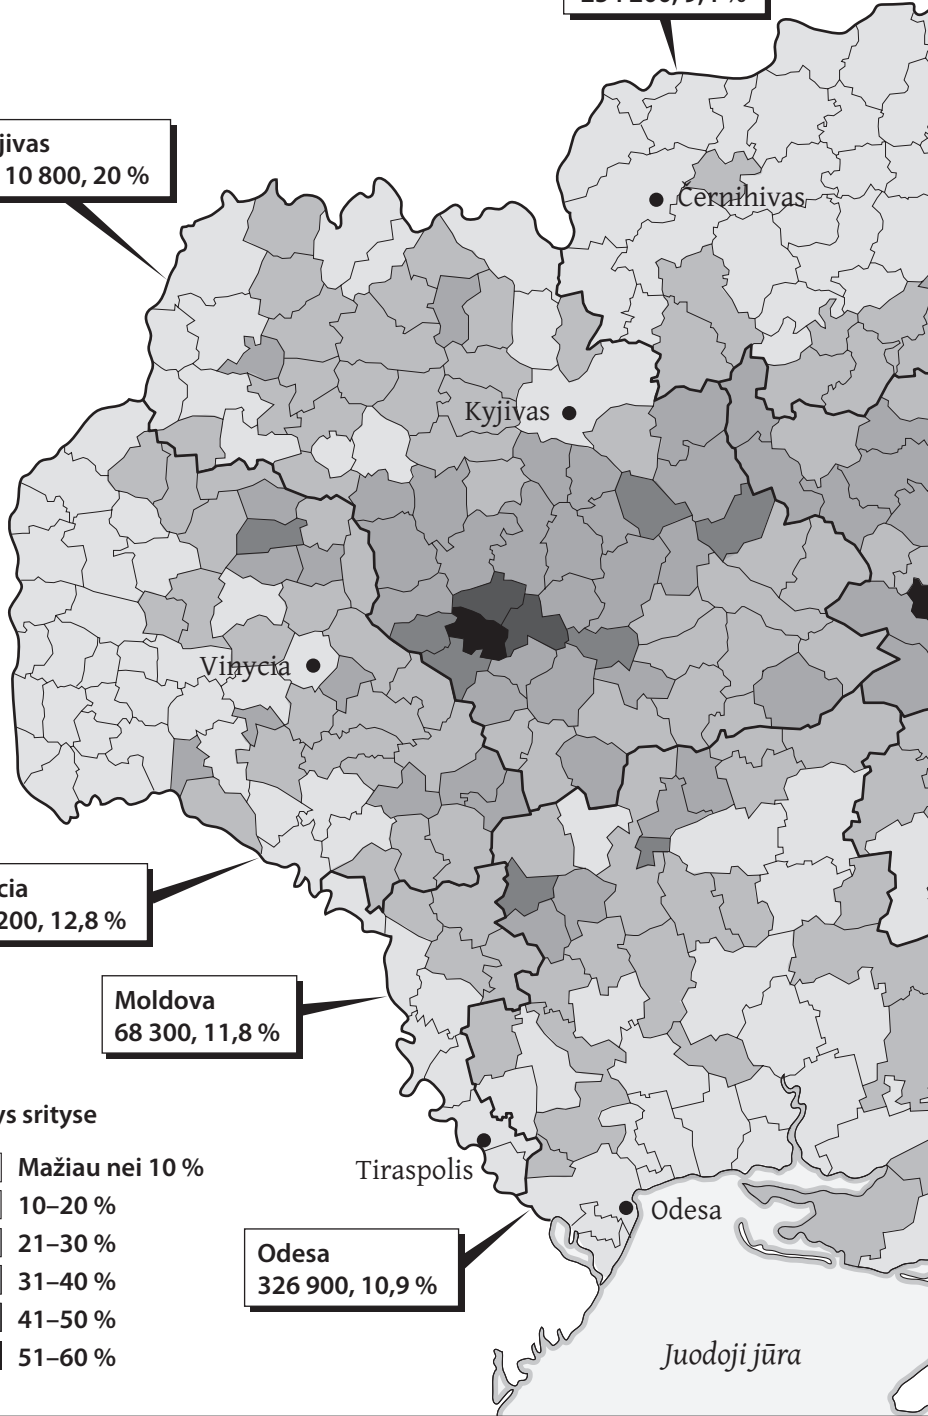 jivas
10 800, 20 %
Černihivas
Kyjivas
Vinycia
cia
200, 12,8 %
Moldova
68 300, 11,8 %
ys srityse
Mažiau nei 10 %
10–20 %
21–30 %
31–40 %
41–50 %
51–60 %
Tiraspolis
Odesa
Odesa
326 900, 10,9 %
Juodoji jūra